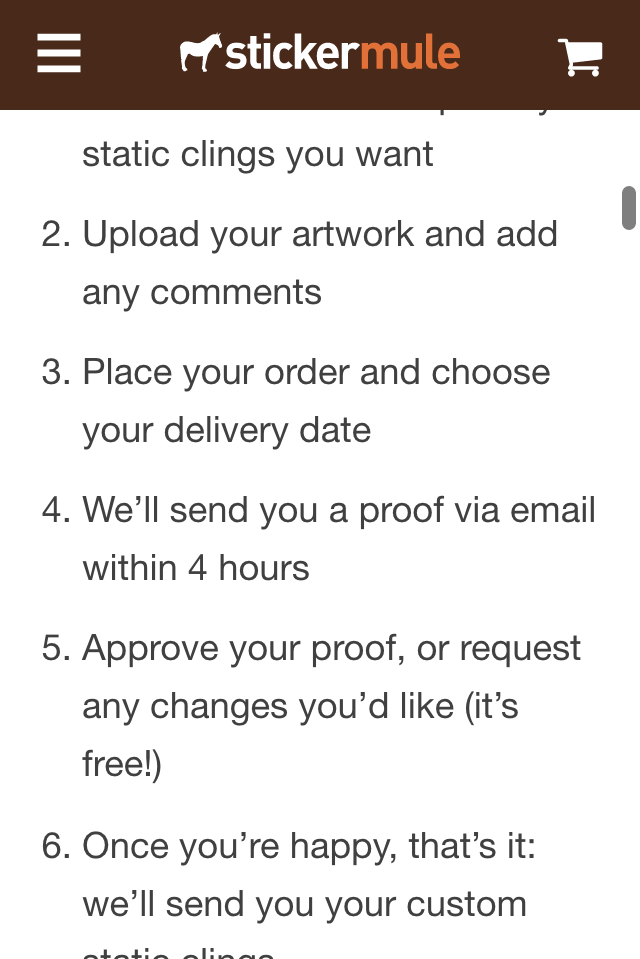 stickermule
static clings you want
2. Upload your artwork and add
any comments
3. Place your order and choose
your delivery date
4. We’ll send you a proof via email
within 4 hours
5. Approve your proof, or request
any changes you’d like (it’s
free!)
6. Once you’re happy, that’s it:
we’ll send you your custom
static clings